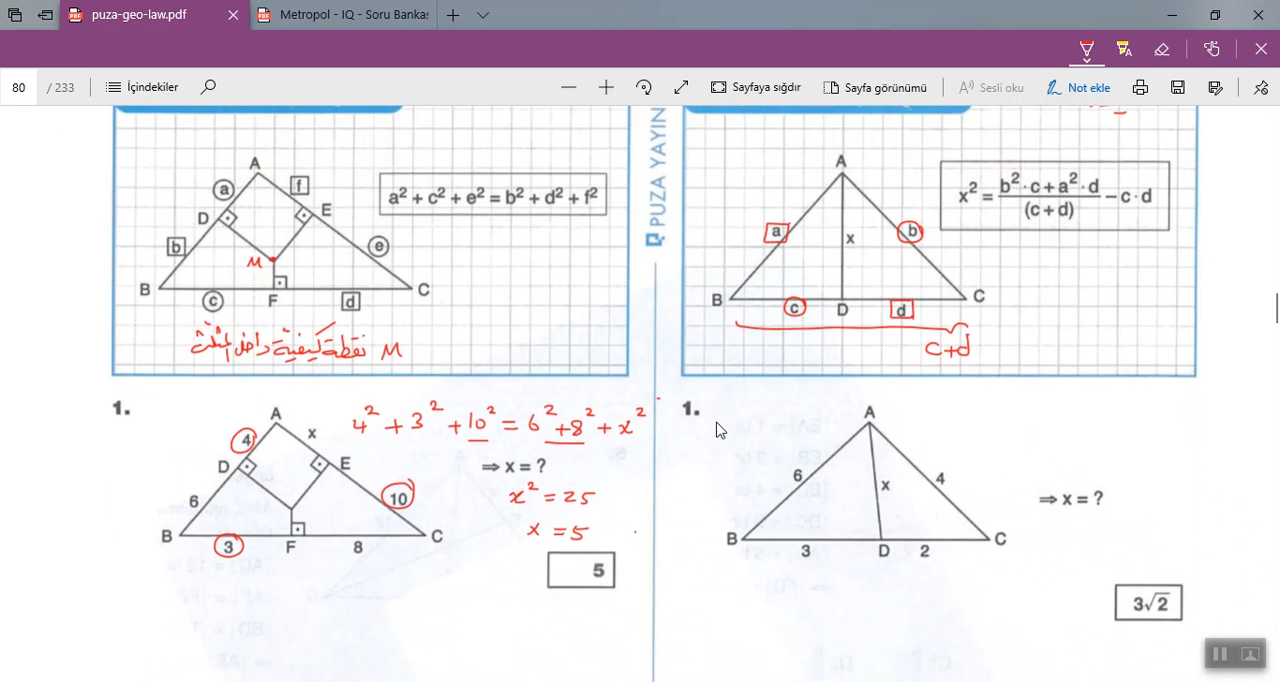 puza-geo-law.pdf
Metropol - IQ - Soru Bankas
80 / 233
İçindekiler
Sayfaya sığdır
Sayfa görünümü
Sesli oku
Not ekle
A
a
f
D
E
b
M
e
B
c
F
d
C
a² + c² + e² = b² + d² + f²
M نقطة كيفية داخل المثلث
PUZA YAYIN
A
a
b
x
B
c
D
d
C
c+d
x² = (b² · c + a² · d) / (c + d) − c · d
1.
4² + 3² + 10² = 6² + 8² + x²
A
4
x
D
E
6
10
B
3
F
8
C
⇒ x = ?
x² = 25
x = 5
5
1.
A
6
4
x
B
3
D
2
C
⇒ x = ?
3√2